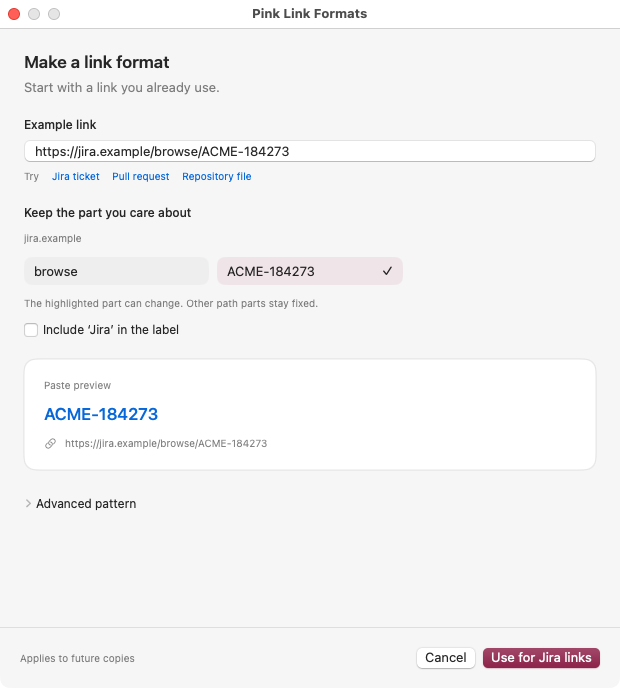 Pink Link Formats
Make a link format
Start with a link you already use.
Example link
https://jira.example/browse/ACME-184273
Try Jira ticket Pull request Repository file
Keep the part you care about
jira.example
browse ACME-184273
The highlighted part can change. Other path parts stay fixed.
Include ‘Jira’ in the label
Paste preview
ACME-184273
https://jira.example/browse/ACME-184273
Advanced pattern
Applies to future copies Cancel Use for Jira links